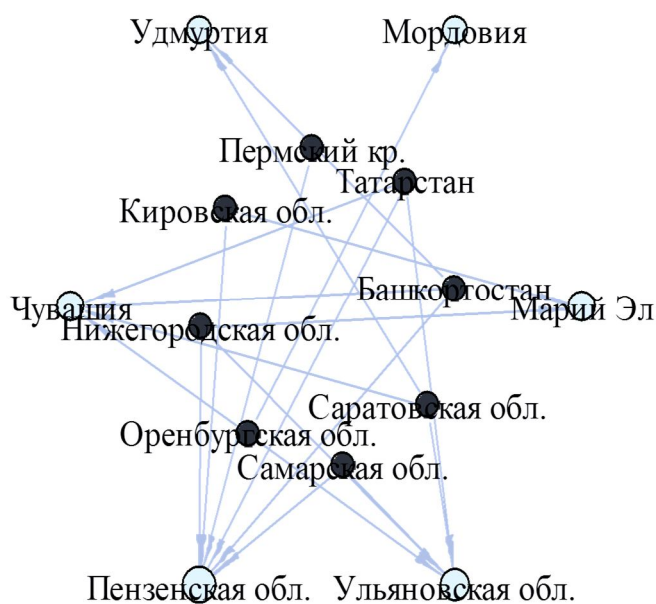 Удмуртия
Мордовия
Пермский кр.
Татарстан
Кировская обл.
Башкортостан
Чувашия
Марий Эл
Нижегородская обл.
Саратовская обл.
Оренбургская обл.
Самарская обл.
Пензенская обл.
Ульяновская обл.